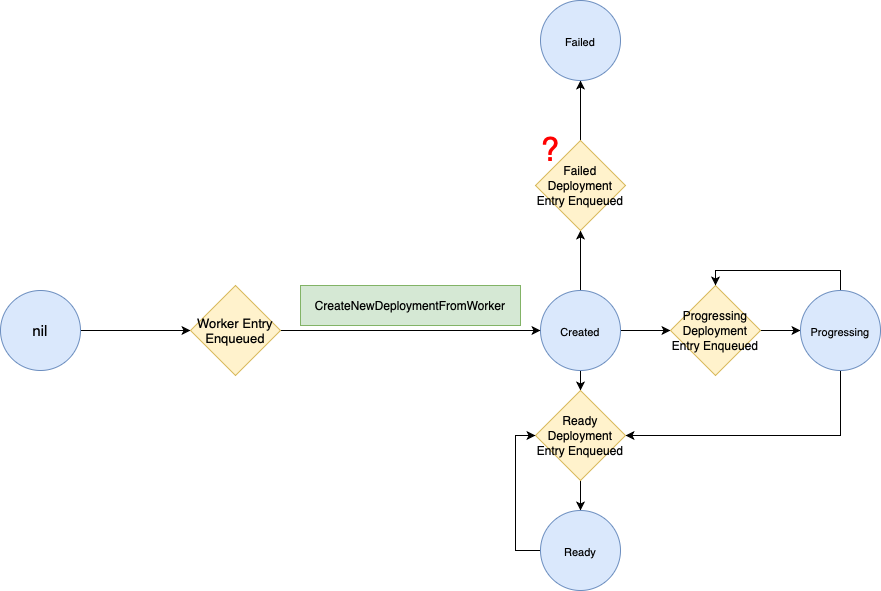 Failed
?
Failed
Deployment
Entry Enqueued
CreateNewDeploymentFromWorker
nil
Worker Entry
Enqueued
Created
Progressing
Deployment
Entry Enqueued
Progressing
Ready
Deployment
Entry Enqueued
Ready